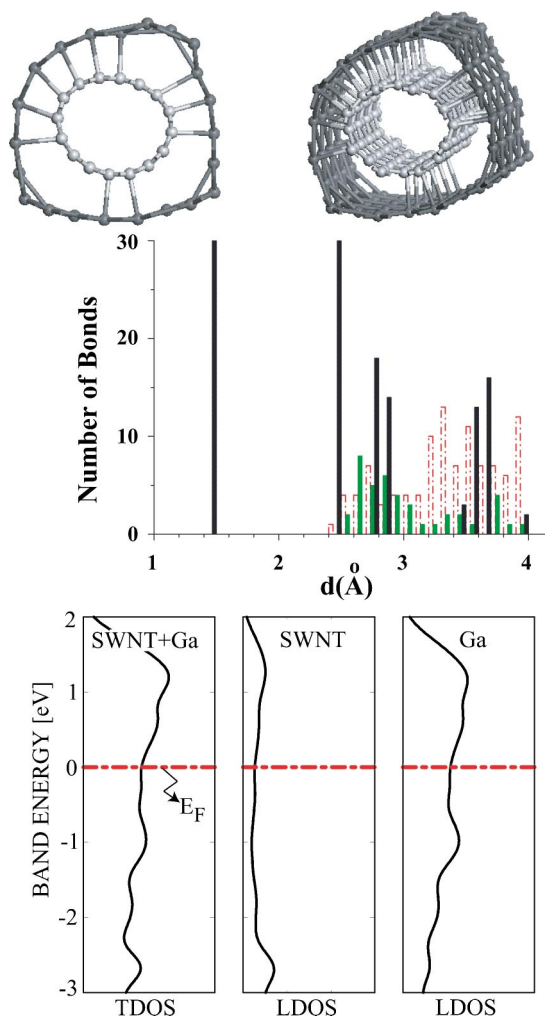 30
20
10
0
Number of Bonds
1
2
3
4
d(Å)
2
1
0
-1
-2
-3
BAND ENERGY [eV]
SWNT+Ga
SWNT
Ga
E_F
TDOS
LDOS
LDOS